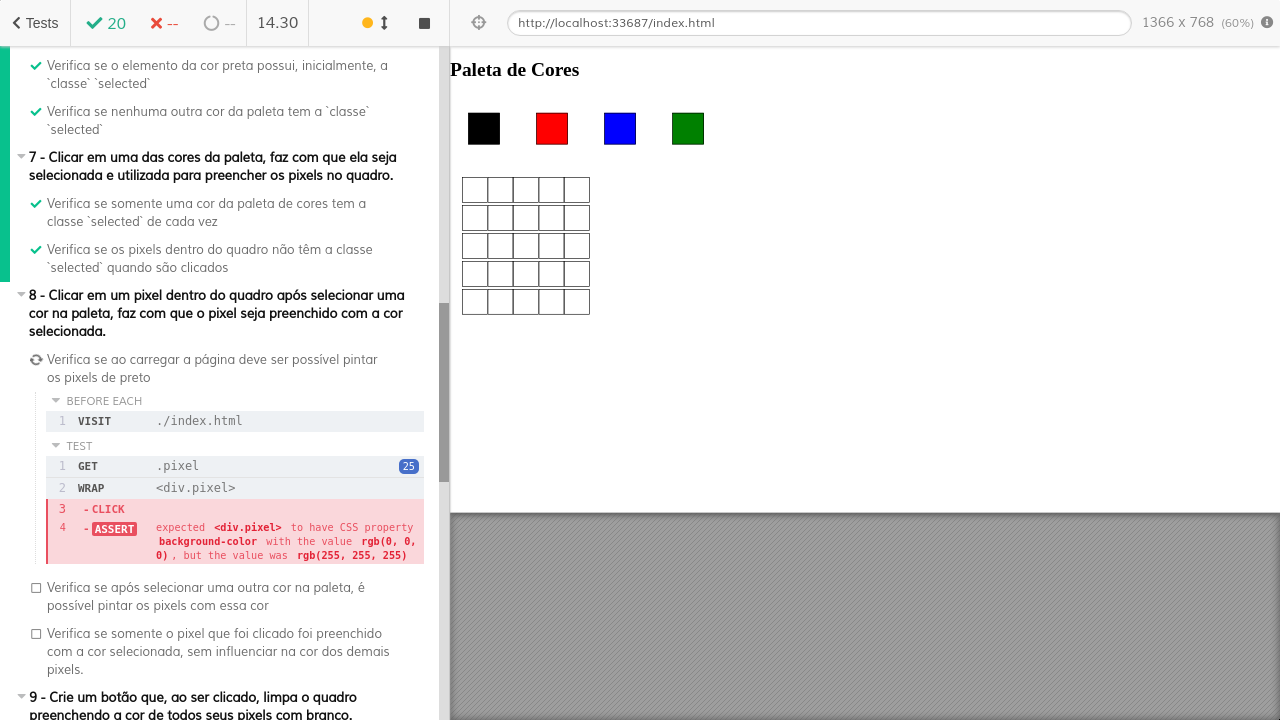 Tests 20 -- -- 14.30 http://localhost:33687/index.html 1366 x 768 (60%)
Verifica se o elemento da cor preta possui, inicialmente, a
`classe` `selected`
Verifica se nenhuma outra cor da paleta tem a `classe`
`selected`
7 - Clicar em uma das cores da paleta, faz com que ela seja
selecionada e utilizada para preencher os pixels no quadro.
Verifica se somente uma cor da paleta de cores tem a
classe `selected` de cada vez
Verifica se os pixels dentro do quadro não têm a classe
`selected` quando são clicados
8 - Clicar em um pixel dentro do quadro após selecionar uma
cor na paleta, faz com que o pixel seja preenchido com a cor
selecionada.
Verifica se ao carregar a página deve ser possível pintar
os pixels de preto
BEFORE EACH
1 VISIT ./index.html
TEST
1 GET .pixel 25
2 WRAP <div.pixel>
3 -CLICK
4 -ASSERT expected <div.pixel> to have CSS property
background-color with the value rgb(0, 0,
0), but the value was rgb(255, 255, 255)
Verifica se após selecionar uma outra cor na paleta, é
possível pintar os pixels com essa cor
Verifica se somente o pixel que foi clicado foi preenchido
com a cor selecionada, sem influenciar na cor dos demais
pixels.
9 - Crie um botão que, ao ser clicado, limpa o quadro
preenchendo a cor de todos seus pixels com branco.
Paleta de Cores